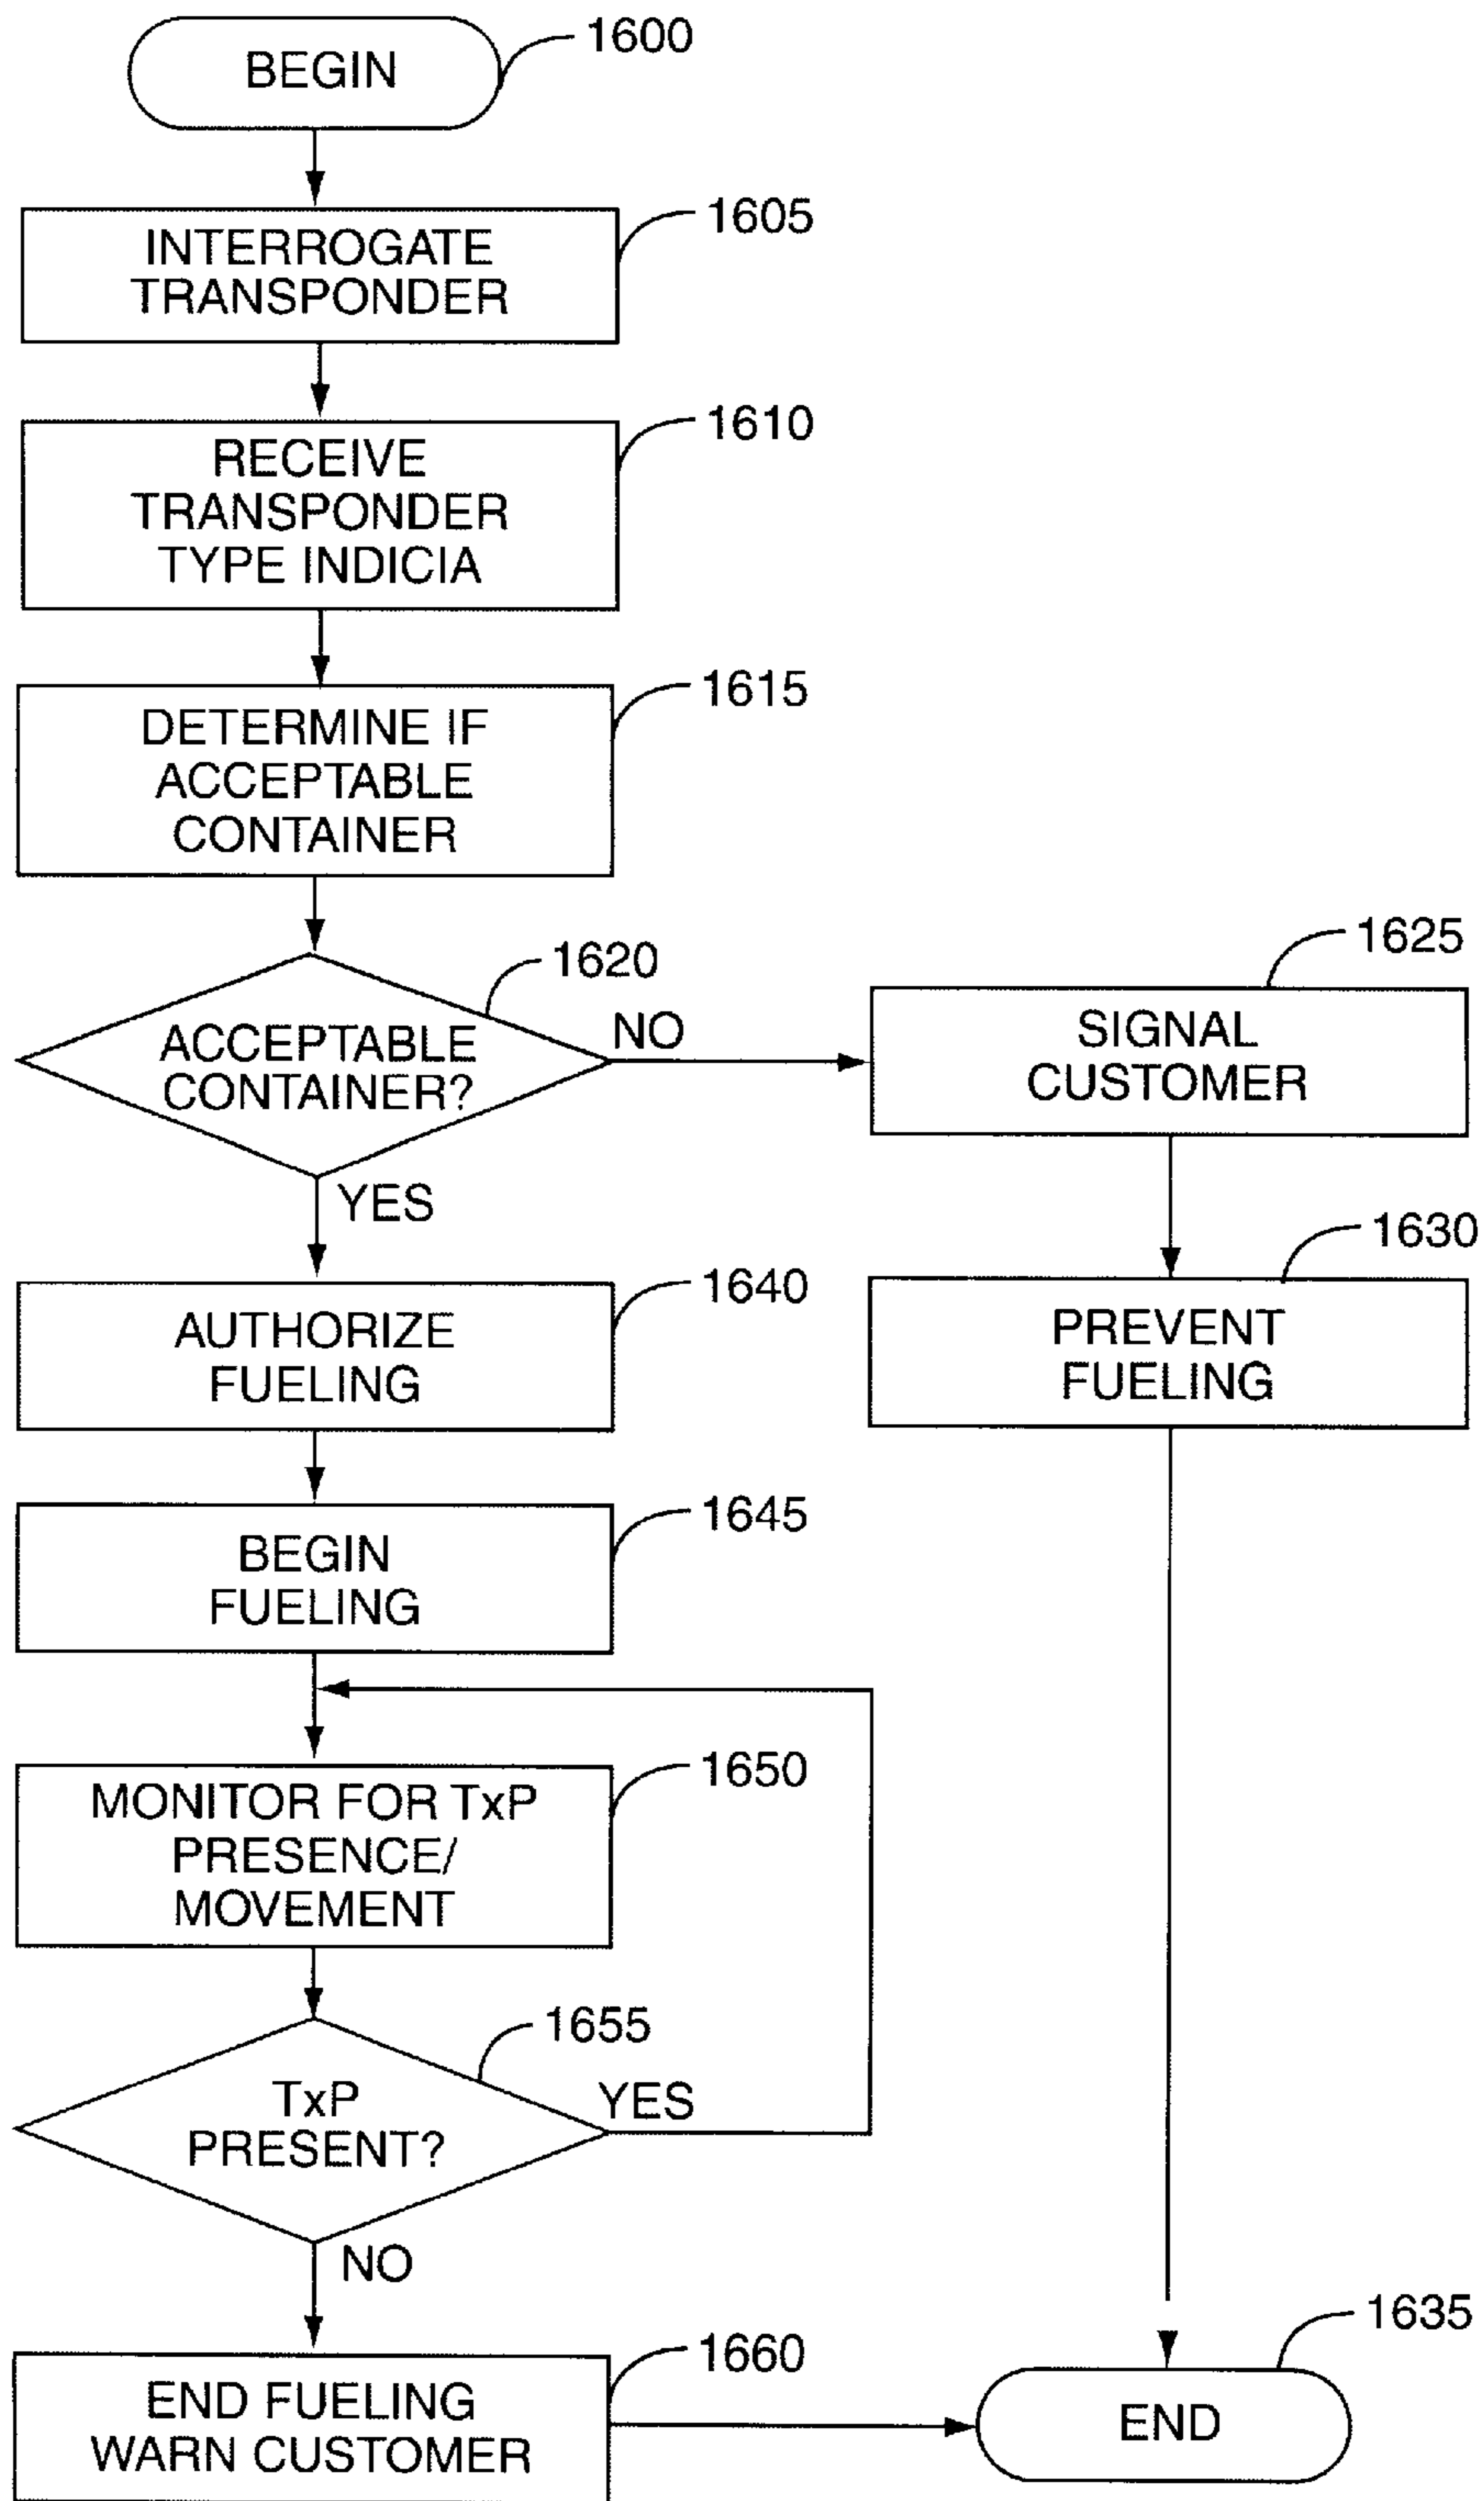 BEGIN
1600
INTERROGATE
TRANSPONDER
1605
RECEIVE
TRANSPONDER
TYPE INDICIA
1610
DETERMINE IF
ACCEPTABLE
CONTAINER
1615
ACCEPTABLE
CONTAINER?
1620
NO
YES
SIGNAL
CUSTOMER
1625
PREVENT
FUELING
1630
AUTHORIZE
FUELING
1640
BEGIN
FUELING
1645
MONITOR FOR TxP
PRESENCE/
MOVEMENT
1650
TxP
PRESENT?
1655
YES
NO
END FUELING
WARN CUSTOMER
1660
END
1635